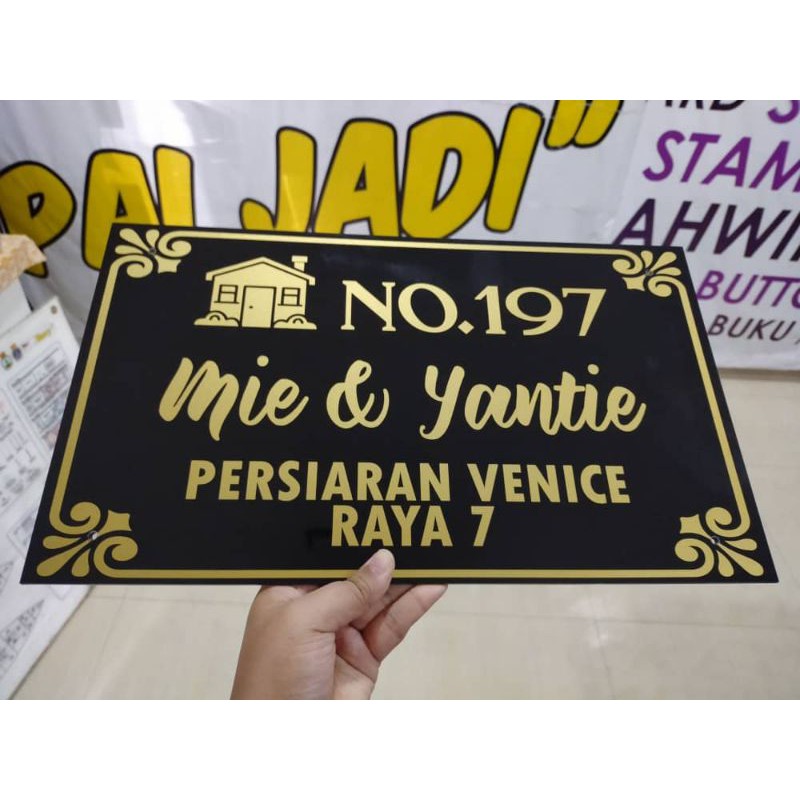 PAI JADI"
STAM
AHWI
BUTTO
BUKU
NO.197
Mie & Yantie
PERSIARAN VENICE
RAYA 7